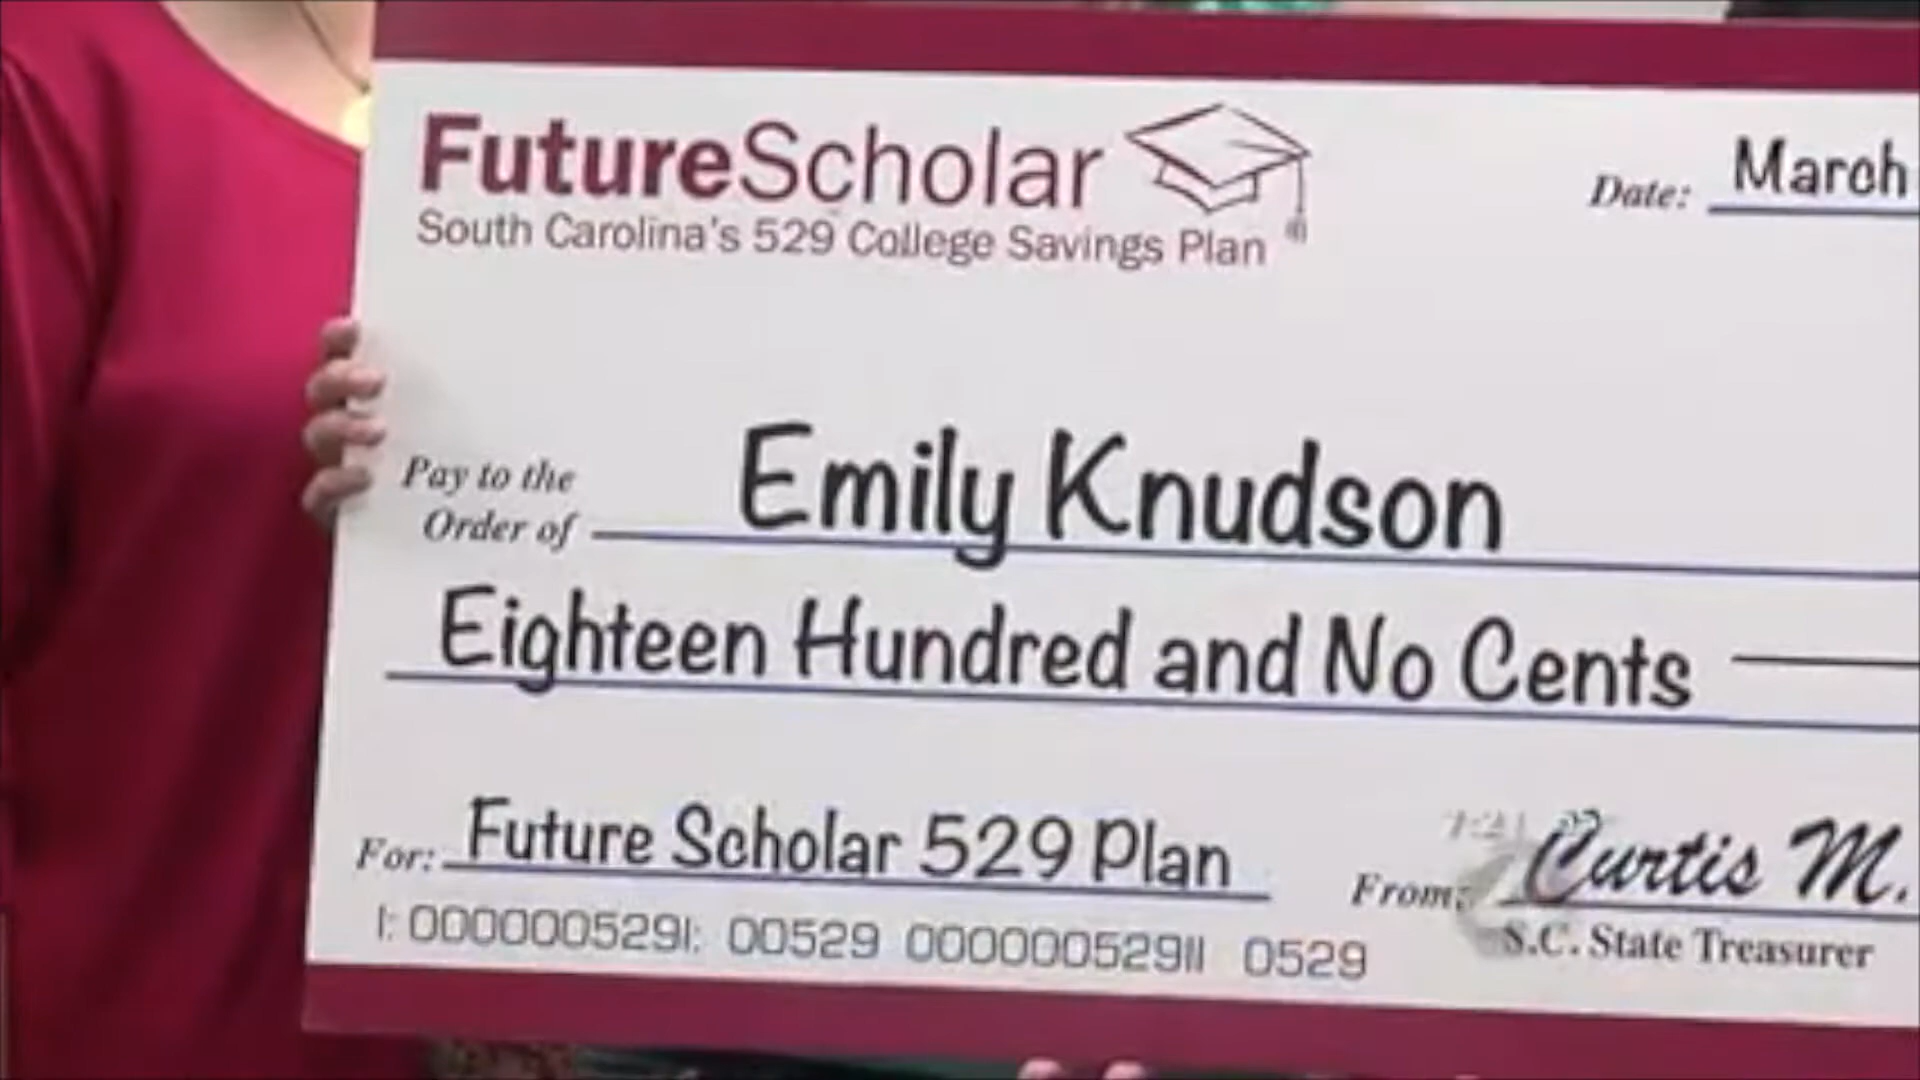 FutureScholar
South Carolina's 529 College Savings Plan
Date: March
Pay to the
Order of
Emily Knudson
Eighteen Hundred and No Cents
For: Future Scholar 529 Plan
From: Curtis M.
S.C. State Treasurer
I: 000000529I: 00529 000000529II 0529